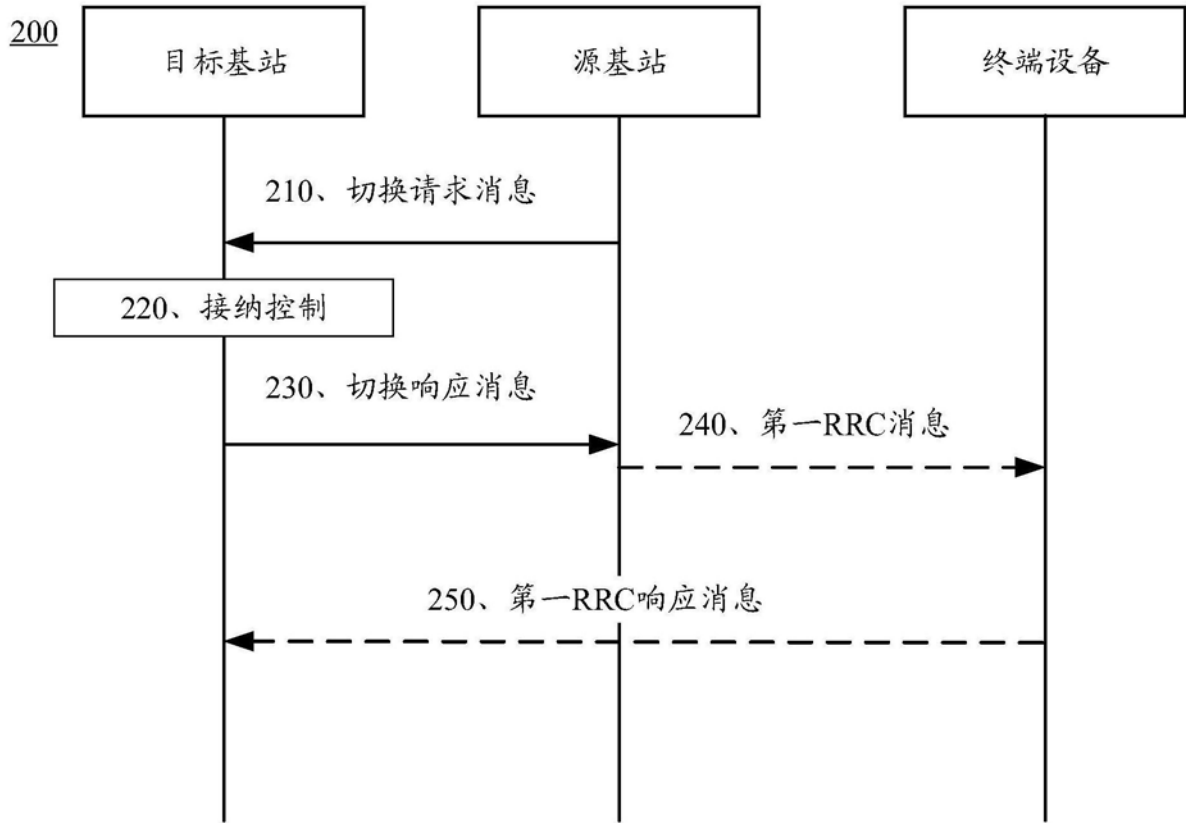 200
目标基站
源基站
终端设备
210、切换请求消息
220、接纳控制
230、切换响应消息
240、第一RRC消息
250、第一RRC响应消息